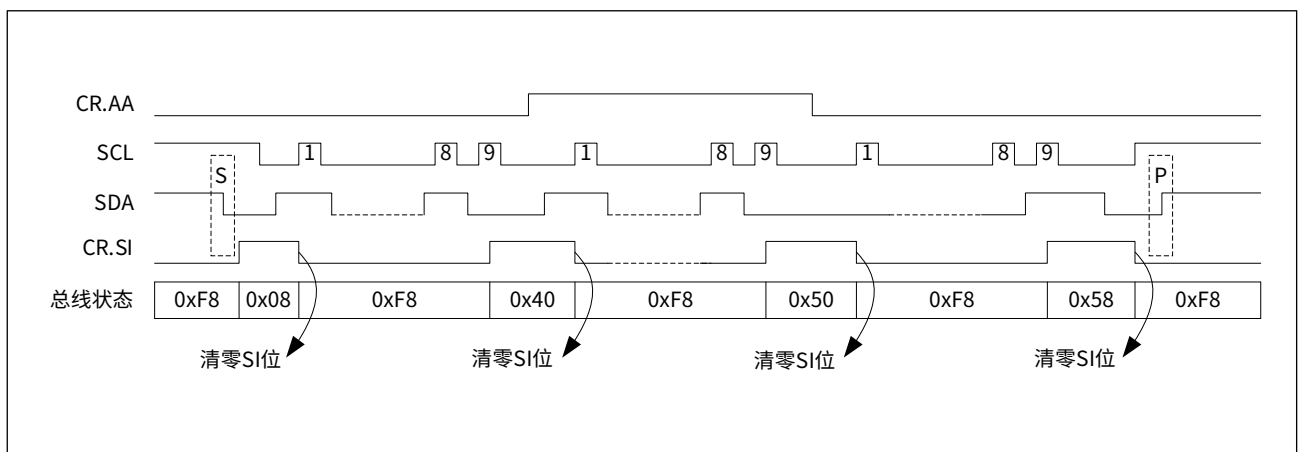 CR.AA
SCL 1 8 9 1 8 9 1 8 9
S P
SDA
CR.SI
总线状态 0xF8 0x08 0xF8 0x40 0xF8 0x50 0xF8 0x58 0xF8
清零SI位 清零SI位 清零SI位 清零SI位